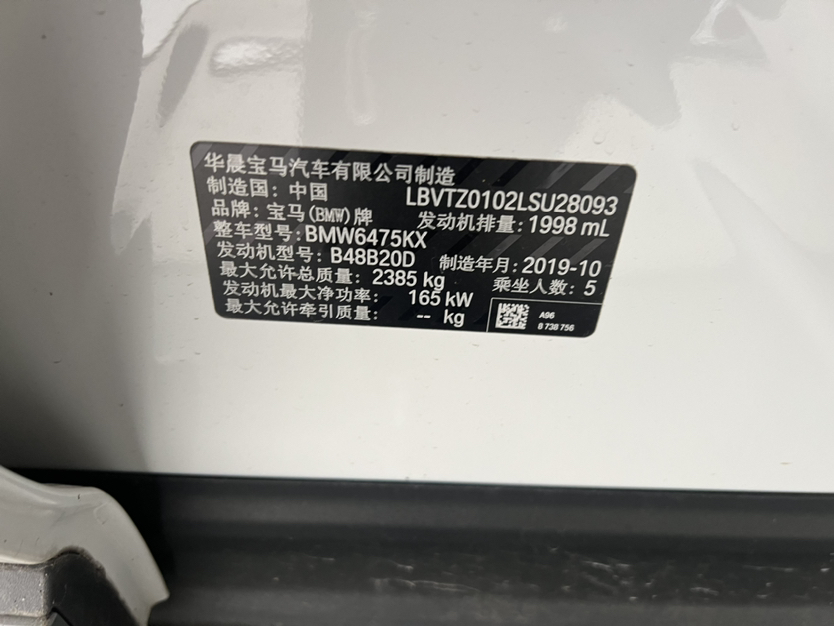 华晨宝马汽车有限公司制造
制造国: 中国 LBVTZ0102LSU28093
品牌: 宝马(BMW)牌 发动机排量: 1998 mL
整车型号: BMW6475KX
发动机型号: B48B20D 制造年月: 2019-10
最大允许总质量: 2385 kg 乘坐人数: 5
发动机最大净功率: 165 kW
最大允许牵引质量: -- kg
A96
8 738 756